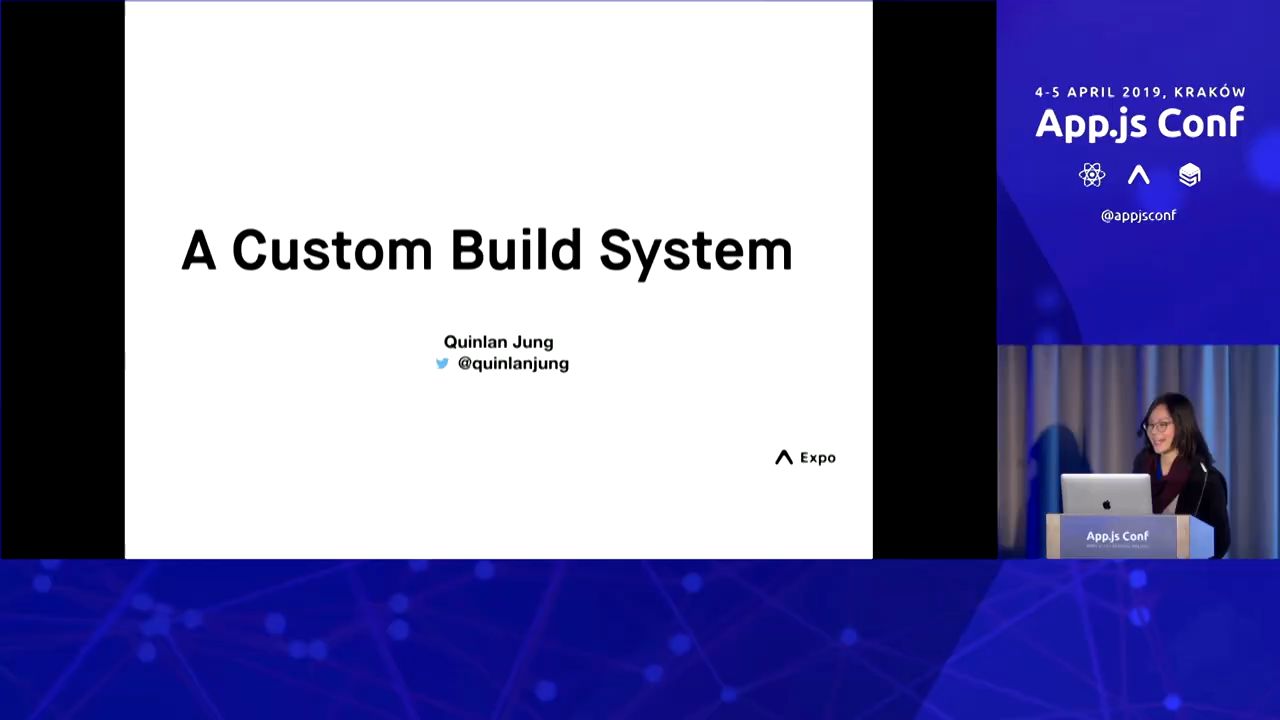 A Custom Build System
Quinlan Jung
@quinlanjung
Expo
4-5 APRIL 2019, KRAKÓW
App.js Conf
@appjsconf
App.js Conf